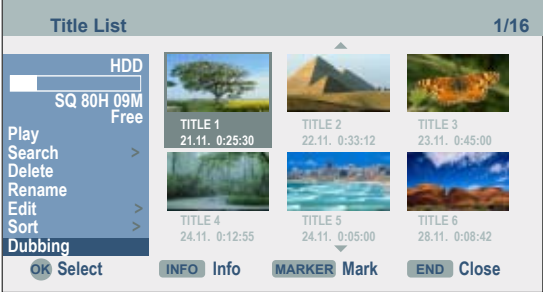 Title List 1/16
HDD
SQ 80H 09M
Free
Play
Search >
Delete
Rename
Edit >
Sort >
Dubbing
TITLE 1
21.11. 0:25:30
TITLE 2
22.11. 0:33:12
TITLE 3
23.11. 0:45:00
TITLE 4
24.11. 0:12:55
TITLE 5
24.11. 0:05:00
TITLE 6
28.11. 0:08:42
OK Select INFO Info MARKER Mark END Close